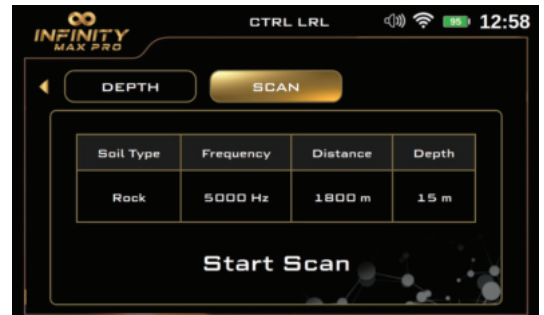 INFINITY
MAX PRO
CTRL LRL
95
12:58
DEPTH
SCAN
Soil Type Frequency Distance Depth
Rock 5000 Hz 1800 m 15 m
Start Scan